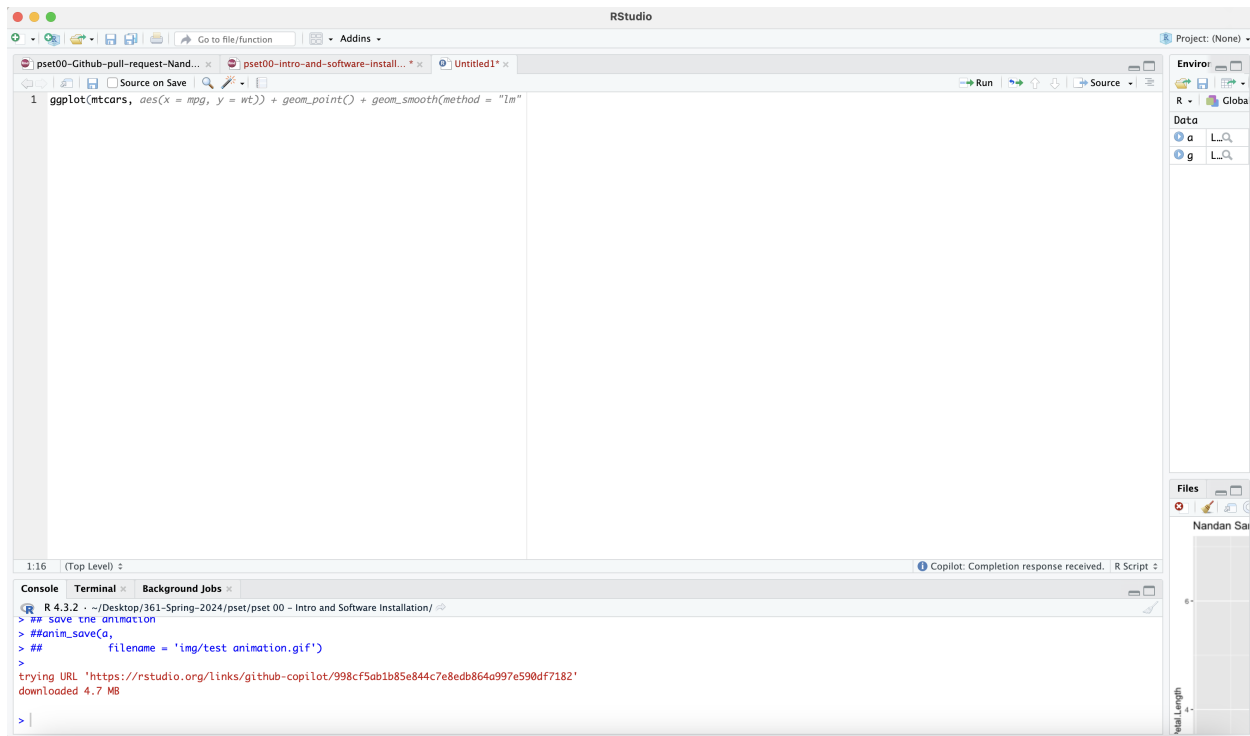 RStudio
Go to file/function
Addins
Project: (None)
pset00-Github-pull-request-Nand...
pset00-intro-and-software-install... *
Untitled1*
Source on Save
Run
Source
1 ggplot(mtcars, aes(x = mpg, y = wt)) + geom_point() + geom_smooth(method = "lm"
1:16 (Top Level)
Copilot: Completion response received.
R Script
Console
Terminal
Background Jobs
R 4.3.2 · ~/Desktop/361-Spring-2024/pset/pset 00 - Intro and Software Installation/
> ## save the animation
> ##anim_save(a,
> ## filename = 'img/test animation.gif')
>
trying URL 'https://rstudio.org/links/github-copilot/998cf5ab1b85e844c7e8edb864a997e590df7182'
downloaded 4.7 MB
>
Environ
R
Globa
Data
a L...
g L...
Files
Nandan Sar
6
4
Petal.Length